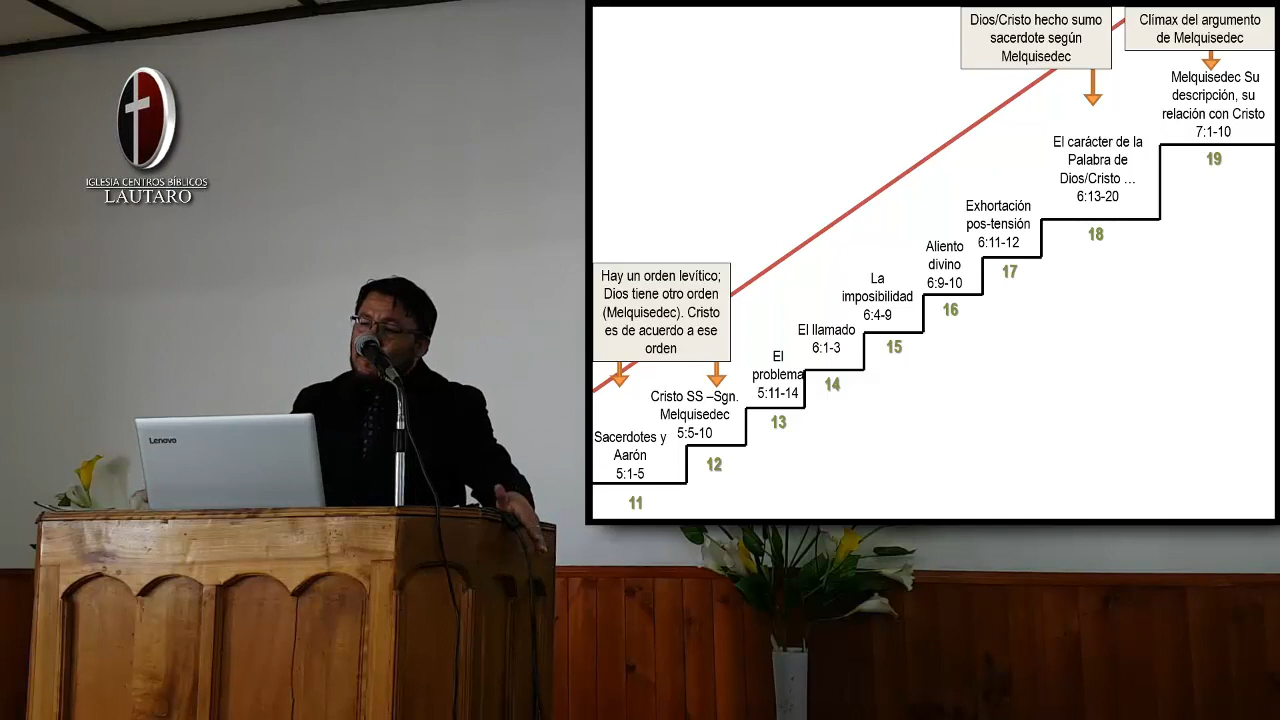 IGLESIA CENTROS BÍBLICOS
LAUTARO
Lenovo
Dios/Cristo hecho sumo
sacerdote según
Melquisedec
Clímax del argumento
de Melquisedec
Melquisedec Su
descripción, su
relación con Cristo
7:1-10
19
El carácter de la
Palabra de
Dios/Cristo ...
6:13-20
18
Exhortación
pos-tensión
6:11-12
17
Aliento
divino
6:9-10
16
La
imposibilidad
6:4-9
15
El llamado
6:1-3
14
El
problema
5:11-14
13
Hay un orden levítico;
Dios tiene otro orden
(Melquisedec). Cristo
es de acuerdo a ese
orden
Cristo SS –Sgn.
Melquisedec
5:5-10
12
Sacerdotes y
Aarón
5:1-5
11